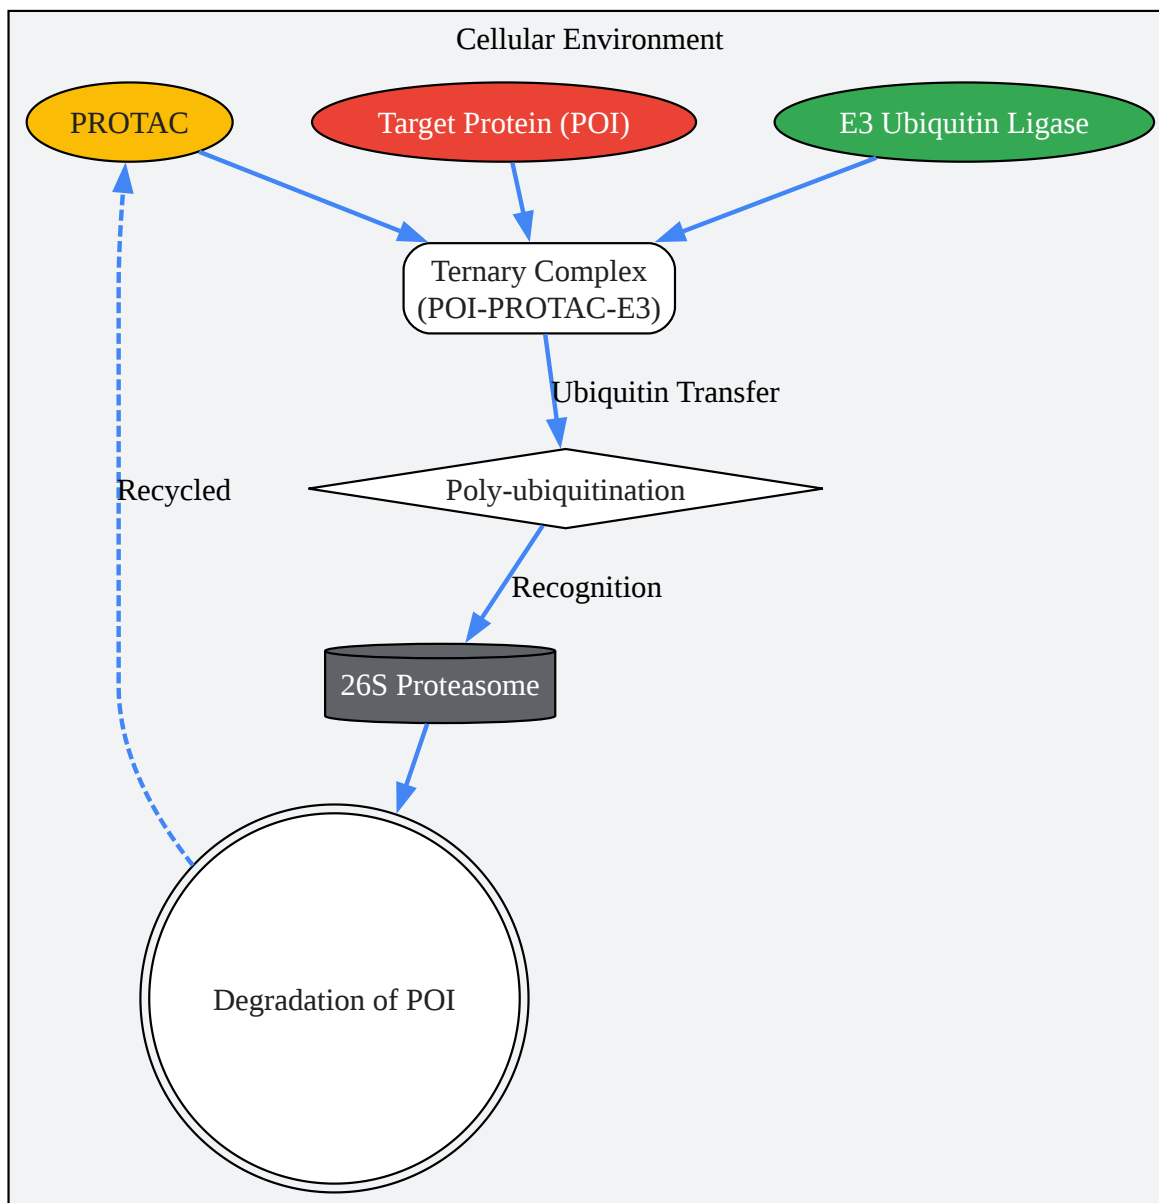 Cellular Environment
PROTAC
Target Protein (POI)
E3 Ubiquitin Ligase
Ternary Complex
(POI-PROTAC-E3)
Ubiquitin Transfer
Recycled
Poly-ubiquitination
Recognition
26S Proteasome
Degradation of POI